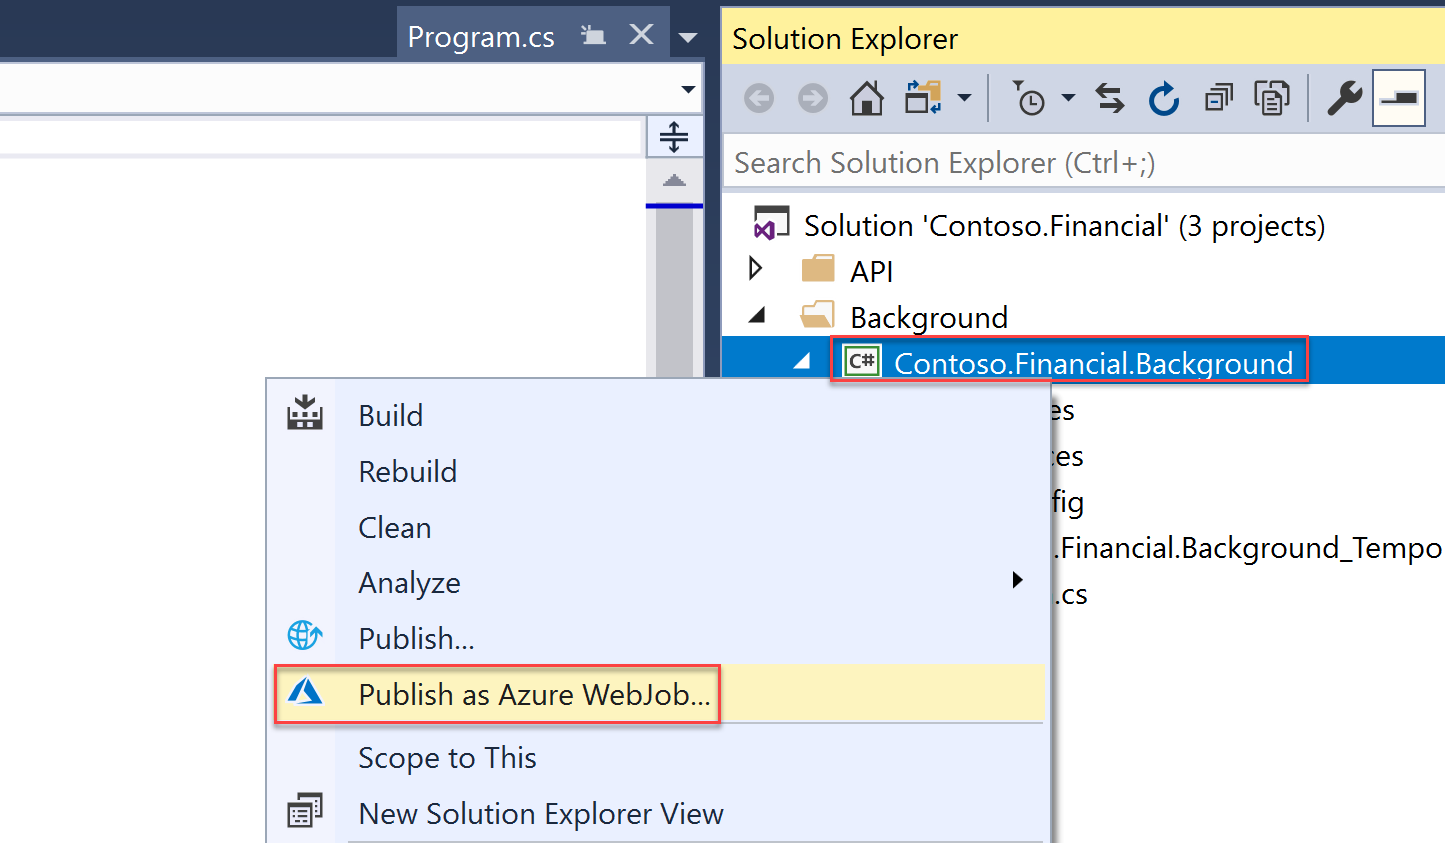 Program.cs
Solution Explorer
Search Solution Explorer (Ctrl+;)
Solution 'Contoso.Financial' (3 projects)
API
Background
C# Contoso.Financial.Background
es
ces
fig
.Financial.Background_Tempo
.cs
Build
Rebuild
Clean
Analyze
Publish...
Publish as Azure WebJob...
Scope to This
New Solution Explorer View